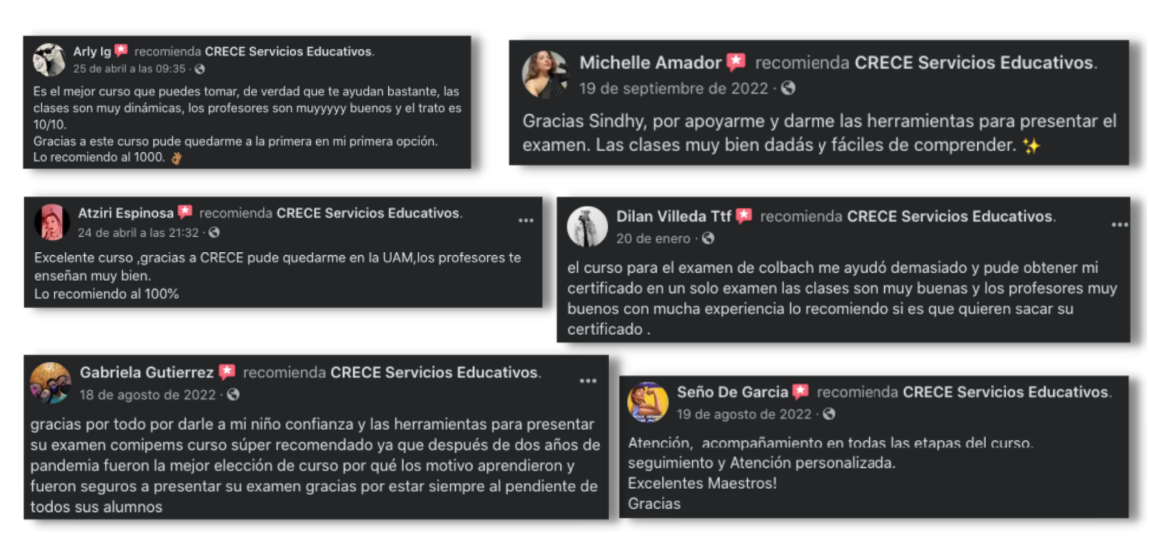 Arly Ig recomienda CRECE Servicios Educativos.
25 de abril a las 09:35 ·
Es el mejor curso que puedes tomar, de verdad que te ayudan bastante, las
clases son muy dinámicas, los profesores son muyyyyy buenos y el trato es
10/10.
Gracias a este curso pude quedarme a la primera en mi primera opción.
Lo recomiendo al 1000. 👌
Michelle Amador recomienda CRECE Servicios Educativos.
19 de septiembre de 2022 ·
Gracias Sindhy, por apoyarme y darme las herramientas para presentar el
examen. Las clases muy bien dadás y fáciles de comprender. ✨
Atziri Espinosa recomienda CRECE Servicios Educativos.
24 de abril a las 21:32 ·
Excelente curso ,gracias a CRECE pude quedarme en la UAM,los profesores te
enseñan muy bien.
Lo recomiendo al 100%
Dilan Villeda Ttf recomienda CRECE Servicios Educativos.
20 de enero ·
el curso para el examen de colbach me ayudó demasiado y pude obtener mi
certificado en un solo examen las clases son muy buenas y los profesores muy
buenos con mucha experiencia lo recomiendo si es que quieren sacar su
certificado .
Gabriela Gutierrez recomienda CRECE Servicios Educativos.
18 de agosto de 2022 ·
gracias por todo por darle a mi niño confianza y las herramientas para presentar
su examen comipems curso súper recomendado ya que después de dos años de
pandemia fueron la mejor elección de curso por qué los motivo aprendieron y
fueron seguros a presentar su examen gracias por estar siempre al pendiente de
todos sus alumnos
Seño De Garcia recomienda CRECE Servicios Educativos.
19 de agosto de 2022 ·
Atención, acompañamiento en todas las etapas del curso.
seguimiento y Atención personalizada.
Excelentes Maestros!
Gracias